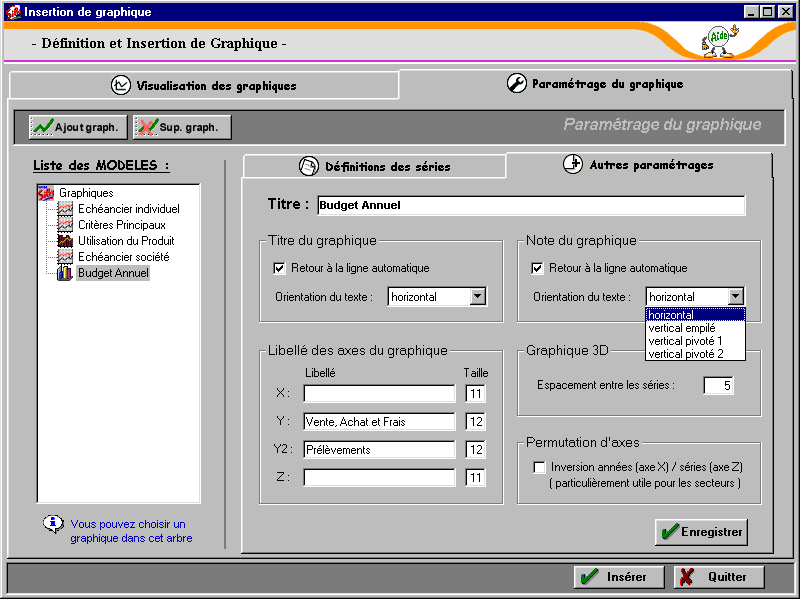 Insertion de graphique
- Définition et Insertion de Graphique -
Aide
Visualisation des graphiques
Paramétrage du graphique
Ajout graph.
Sup. graph.
Paramétrage du graphique
Liste des MODELES :
Graphiques
Echéancier individuel
Critères Principaux
Utilisation du Produit
Echéancier société
Budget Annuel
Vous pouvez choisir un
graphique dans cet arbre
Définitions des séries
Autres paramétrages
Titre :
Budget Annuel
Titre du graphique
Retour à la ligne automatique
Orientation du texte :
horizontal
Note du graphique
Retour à la ligne automatique
Orientation du texte :
horizontal
horizontal
vertical empilé
vertical pivoté 1
vertical pivoté 2
Libellé des axes du graphique
Libellé
Taille
X :
11
Y :
Vente, Achat et Frais
12
Y2 :
Prélèvements
12
Z :
11
Graphique 3D
Espacement entre les séries :
5
Permutation d'axes
Inversion années (axe X) / séries (axe Z)
( particulièrement utile pour les secteurs )
Enregistrer
Insérer
Quitter